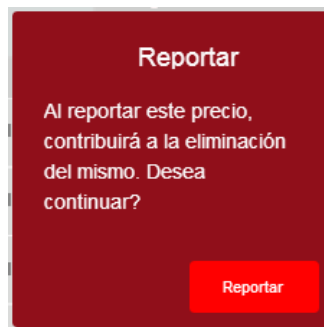 Reportar
Al reportar este precio,
contribuirá a la eliminación
del mismo. Desea
continuar?
Reportar